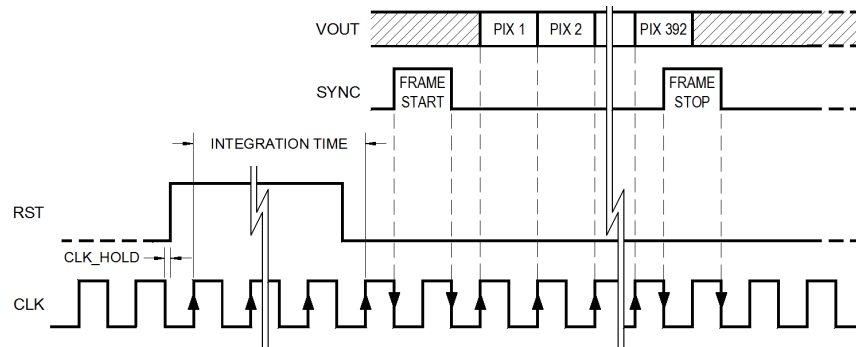 VOUT
PIX 1
PIX 2
PIX 392
SYNC
FRAME
START
FRAME
STOP
INTEGRATION TIME
RST
CLK_HOLD
CLK